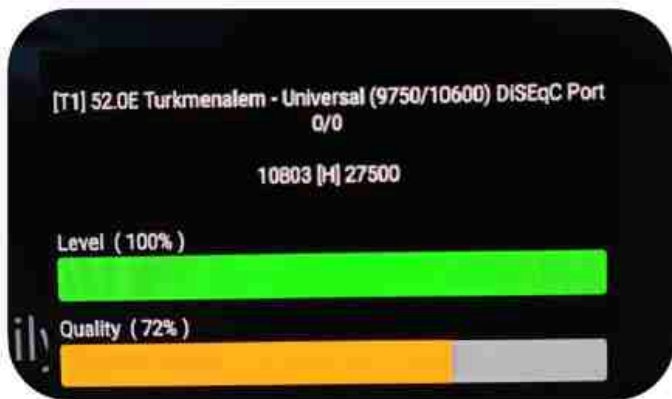 [T1] 52.0E Turkmenalem - Universal (9750/10600) DiSEqC Port
0/0
10803 [H] 27500
Level ( 100% )
Quality ( 72% )